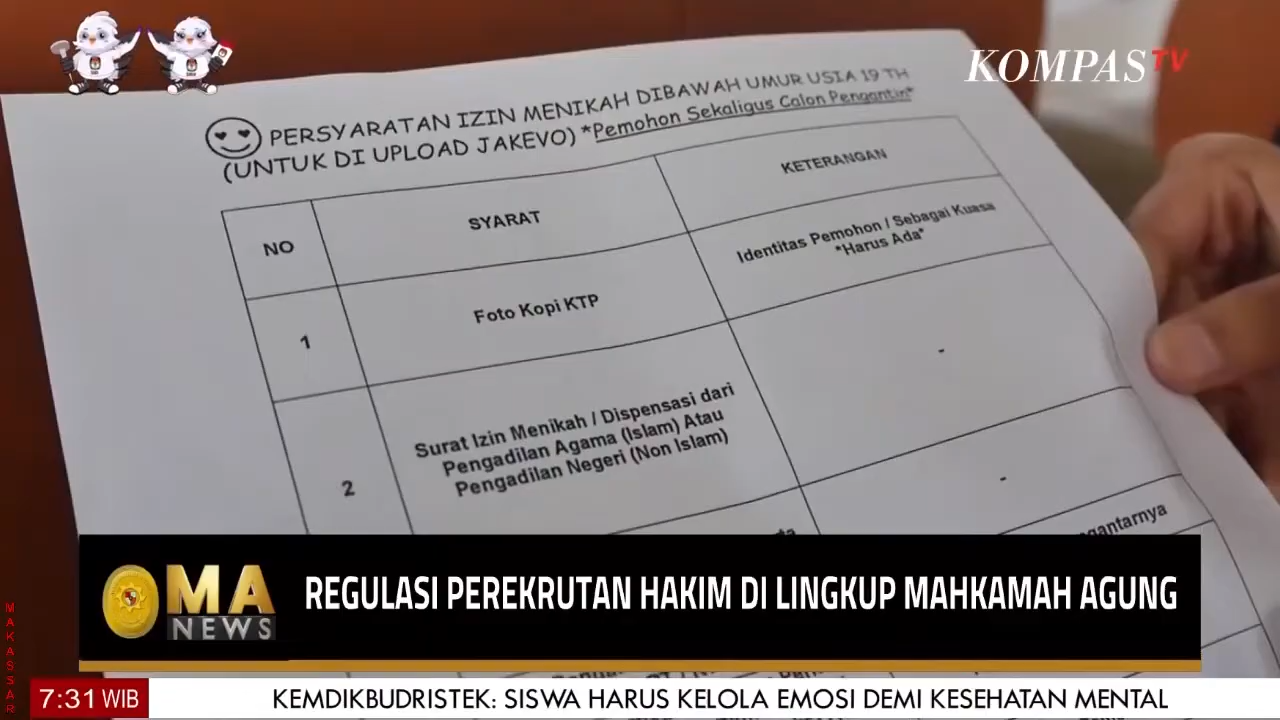 KOMPASTV
PERSYARATAN IZIN MENIKAH DIBAWAH UMUR USIA 19 TH
(UNTUK DI UPLOAD JAKEVO) *Pemohon Sekaligus Calon Pengantin*
NO
SYARAT
KETERANGAN
1
Foto Kopi KTP
Identitas Pemohon / Sebagai Kuasa
*Harus Ada*
2
Surat Izin Menikah / Dispensasi dari
Pengadilan Agama (Islam) Atau
Pengadilan Negeri (Non Islam)
-
-
MA
NEWS
REGULASI PEREKRUTAN HAKIM DI LINGKUP MAHKAMAH AGUNG
MAKASSAR
7:31 WIB
KEMDIKBUDRISTEK: SISWA HARUS KELOLA EMOSI DEMI KESEHATAN MENTAL